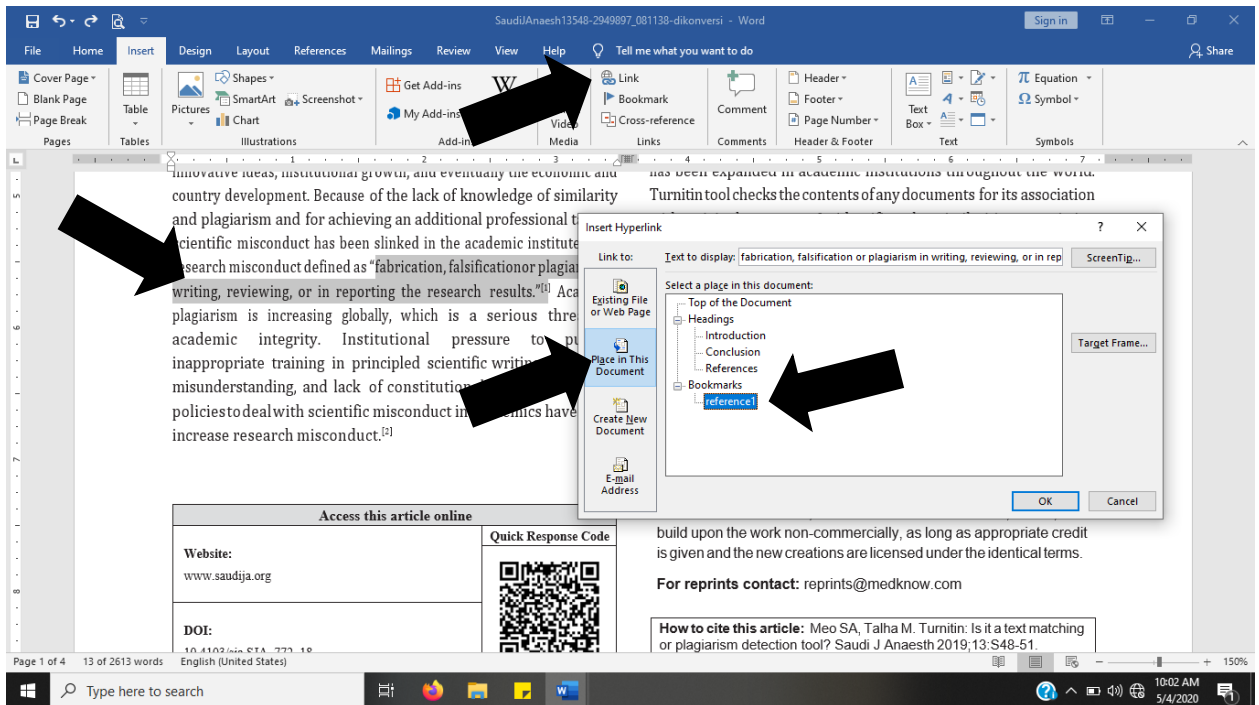 SaudiJAnaesh13548-2949897_081138-dikonversi - Word
Sign in
File Home Insert Design Layout References Mailings Review View Help Tell me what you want to do Share
Cover Page
Blank Page
Page Break
Pages
Table
Tables
Pictures
Shapes
SmartArt
Chart
Screenshot
Illustrations
Get Add-ins
My Add-ins
W
Video
Media
Link
Bookmark
Cross-reference
Links
Comment
Comments
Header
Footer
Page Number
Header & Footer
Text
Box
Text
Equation
Symbol
Symbols
1 2 3 4 5 6 7
innovative ideas, institutional growth, and eventually the economic and
country development. Because of the lack of knowledge of similarity
and plagiarism and for achieving an additional professional
scientific misconduct has been slinked in the academic
research misconduct defined as “fabrication, falsificationor
writing, reviewing, or in reporting the research results.”[1]
plagiarism is increasing globally, which is a serious
academic integrity. Institutional pressure to
inappropriate training in principled scientific
misunderstanding, and lack of
policiestodealwith scientific misconduct in have
increase research misconduct.[2]
Access this article online
Website:
www.saudija.org
DOI:
Quick Response Code
has been expanded in academic institutions throughout the world.
Turnitin tool checks the contents of any documents for its association
Insert Hyperlink
? X
Link to:
Text to display: fabrication, falsification or plagiarism in writing, reviewing, or in rep
ScreenTip...
Existing File
or Web Page
Place in This
Document
Create New
Document
E-mail
Address
Select a place in this document:
Top of the Document
Headings
Introduction
Conclusion
References
Bookmarks
reference1
Target Frame...
OK
Cancel
build upon the work non-commercially, as long as appropriate credit
is given and the new creations are licensed under the identical terms.
For reprints contact: reprints@medknow.com
How to cite this article: Meo SA, Talha M. Turnitin: Is it a text matching
or plagiarism detection tool? Saudi J Anaesth 2019;13:S48-51.
Page 1 of 4 13 of 2613 words English (United States)
- + 150%
Type here to search
10:02 AM
5/4/2020